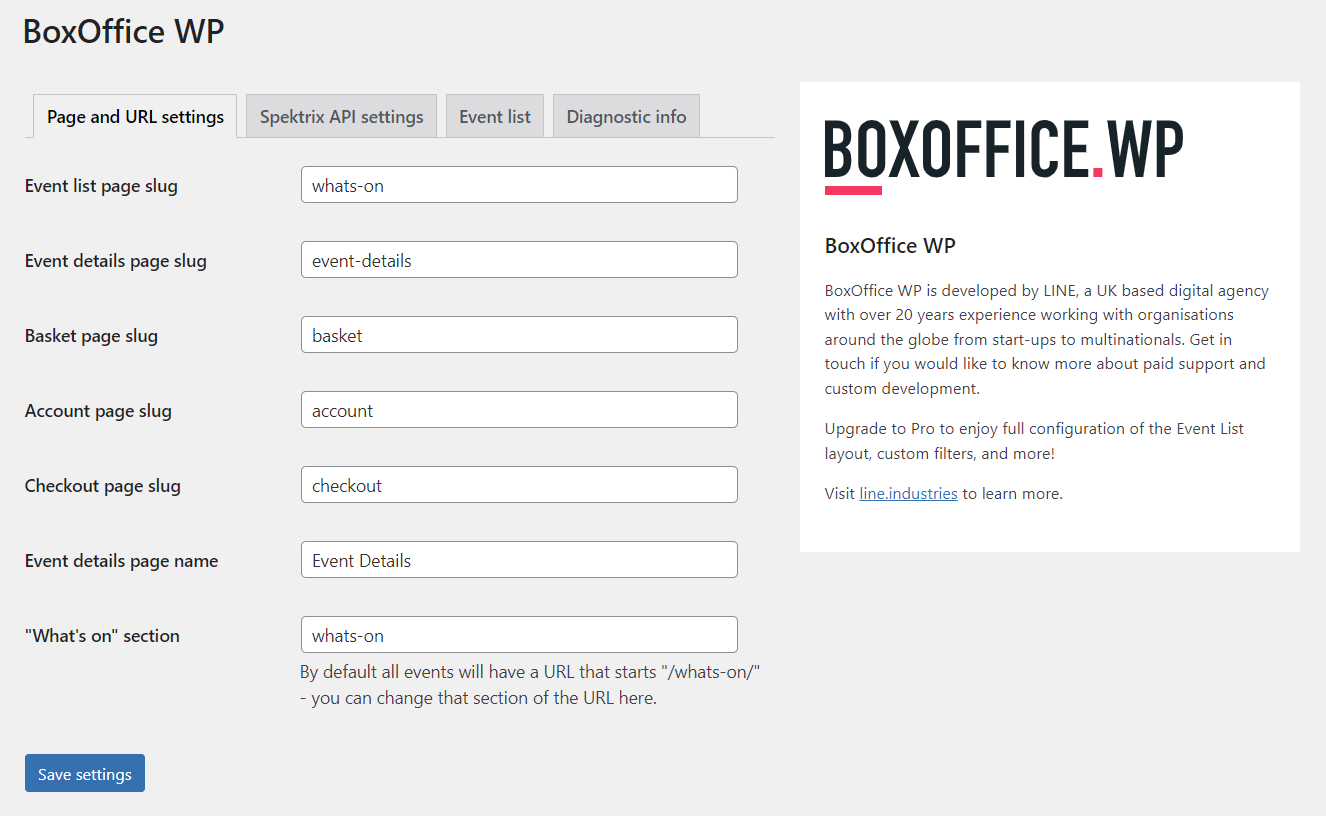 BoxOffice WP
Page and URL settings
Spektrix API settings
Event list
Diagnostic info
Event list page slug
whats-on
Event details page slug
event-details
Basket page slug
basket
Account page slug
account
Checkout page slug
checkout
Event details page name
Event Details
"What's on" section
whats-on
By default all events will have a URL that starts "/whats-on/"
- you can change that section of the URL here.
Save settings
BOXOFFICE.WP
BoxOffice WP
BoxOffice WP is developed by LINE, a UK based digital agency
with over 20 years experience working with organisations
around the globe from start-ups to multinationals. Get in
touch if you would like to know more about paid support and
custom development.
Upgrade to Pro to enjoy full configuration of the Event List
layout, custom filters, and more!
Visit line.industries to learn more.